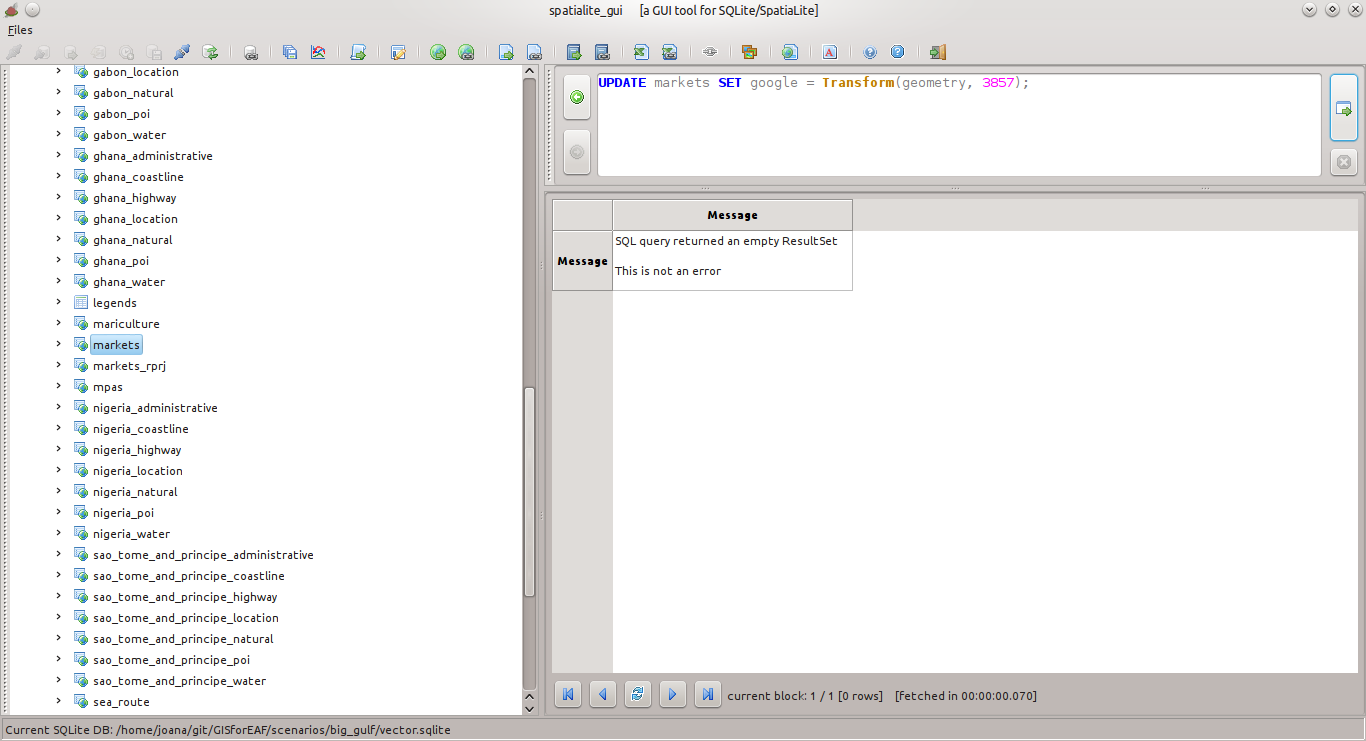 spatialite_gui    [a GUI tool for SQLite/SpatiaLite]
Files
gabon_location
gabon_natural
gabon_poi
gabon_water
ghana_administrative
ghana_coastline
ghana_highway
ghana_location
ghana_natural
ghana_poi
ghana_water
legends
mariculture
markets
markets_rprj
mpas
nigeria_administrative
nigeria_coastline
nigeria_highway
nigeria_location
nigeria_natural
nigeria_poi
nigeria_water
sao_tome_and_principe_administrative
sao_tome_and_principe_coastline
sao_tome_and_principe_highway
sao_tome_and_principe_location
sao_tome_and_principe_natural
sao_tome_and_principe_poi
sao_tome_and_principe_water
sea_route
UPDATE markets SET google = Transform(geometry, 3857);
Message
Message
SQL query returned an empty ResultSet
This is not an error
current block: 1 / 1 [0 rows]    [Fetched in 00:00:00.070]
Current SQLite DB: /home/joana/git/GISforEAF/scenarios/big_gulf/vector.sqlite